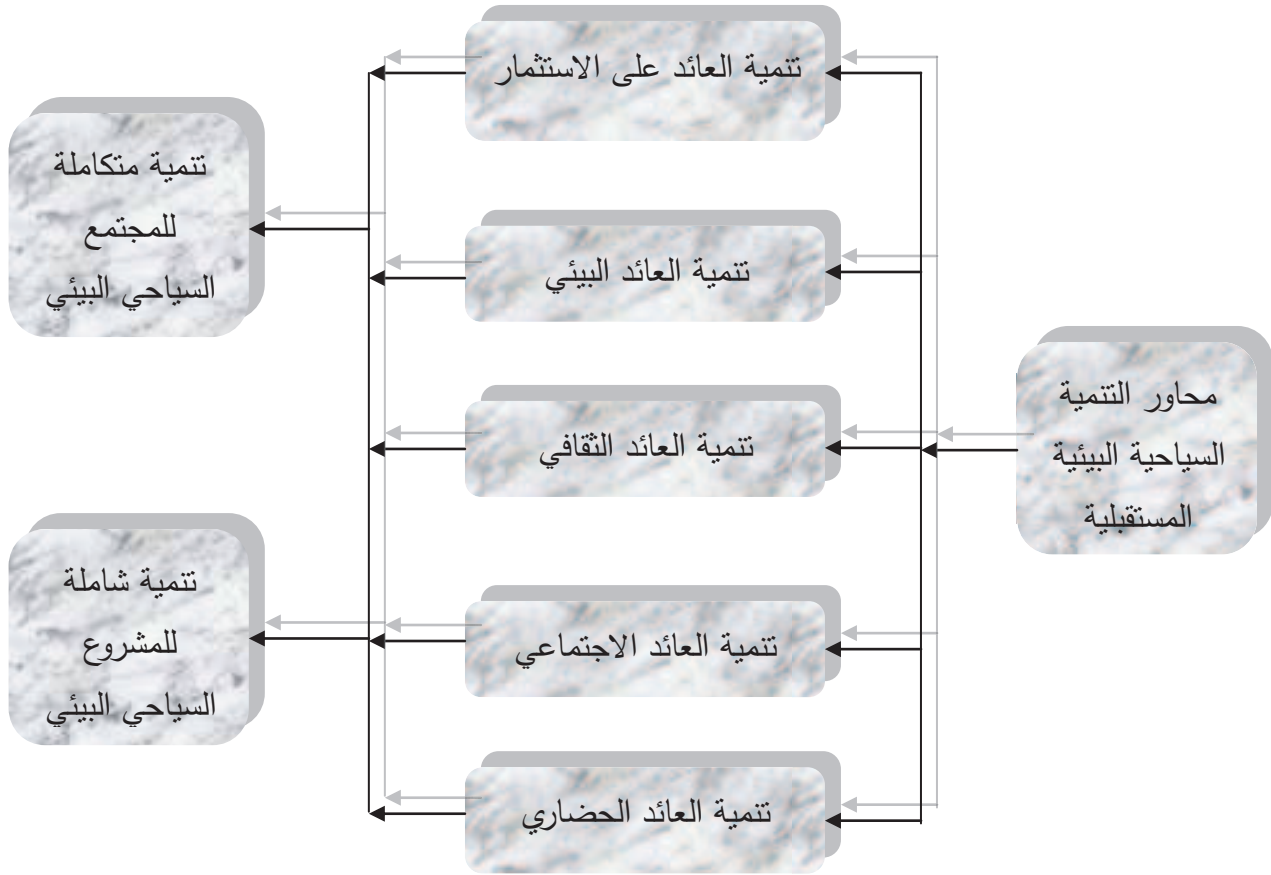 محاور التنمية
السياحية البيئية
المستقبلية
تنمية العائد على الاستثمار
تنمية العائد البيئي
تنمية العائد الثقافي
تنمية العائد الاجتماعي
تنمية العائد الحضاري
تنمية متكاملة
للمجتمع
السياحي البيئي
تنمية شاملة
للمشروع
السياحي البيئي